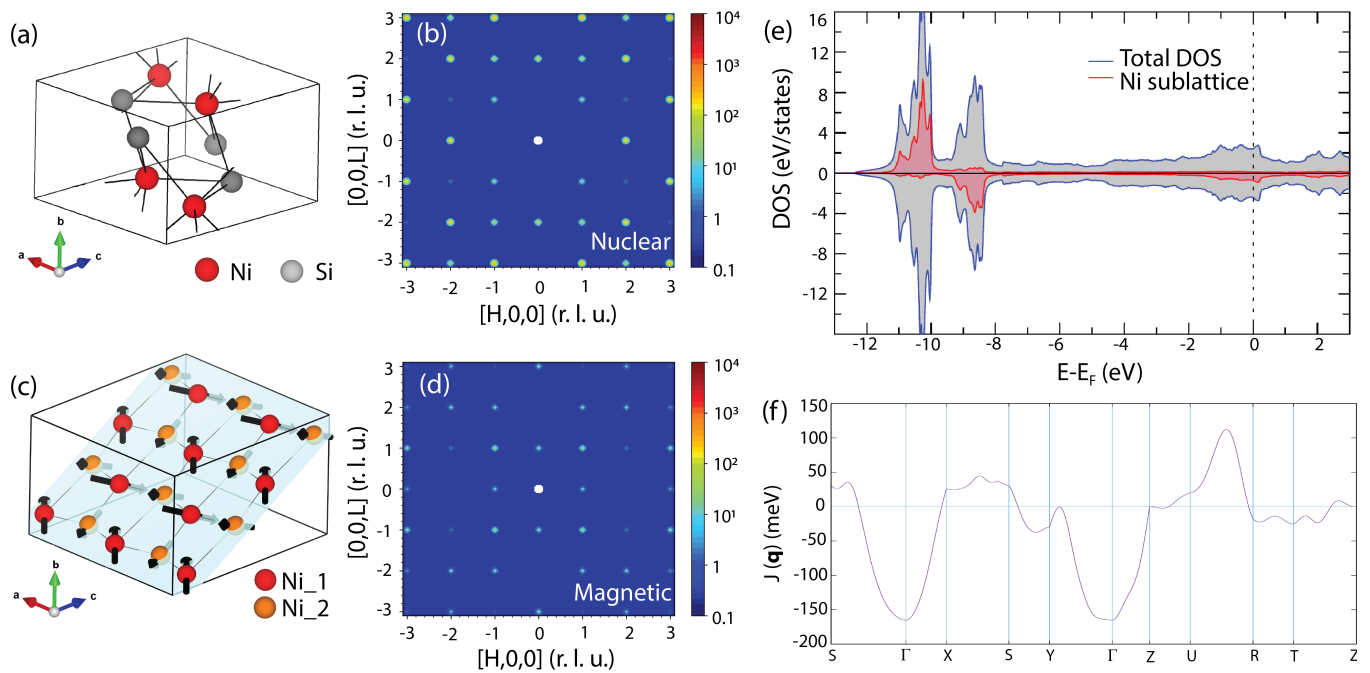 (a)
b
a
c
Ni
Si
(b)
[0,0,L] (r. l. u.)
3
2
1
0
-1
-2
-3
Nuclear
-3 -2 -1 0 1 2 3
[H,0,0] (r. l. u.)
10⁴
10³
10²
10¹
1
0.1
(c)
b
a
c
Ni_1
Ni_2
(d)
[0,0,L] (r. l. u.)
3
2
1
0
-1
-2
-3
Magnetic
-3 -2 -1 0 1 2 3
[H,0,0] (r. l. u.)
10⁴
10³
10²
10¹
1
0.1
(e)
Total DOS
Ni sublattice
DOS (eV/states)
16
12
8
4
0
-4
-8
-12
-12 -10 -8 -6 -4 -2 0 2
E-E_F (eV)
(f)
J (q) (meV)
150
100
50
0
-50
-100
-150
-200
S Γ X S Y Γ Z U R T Z